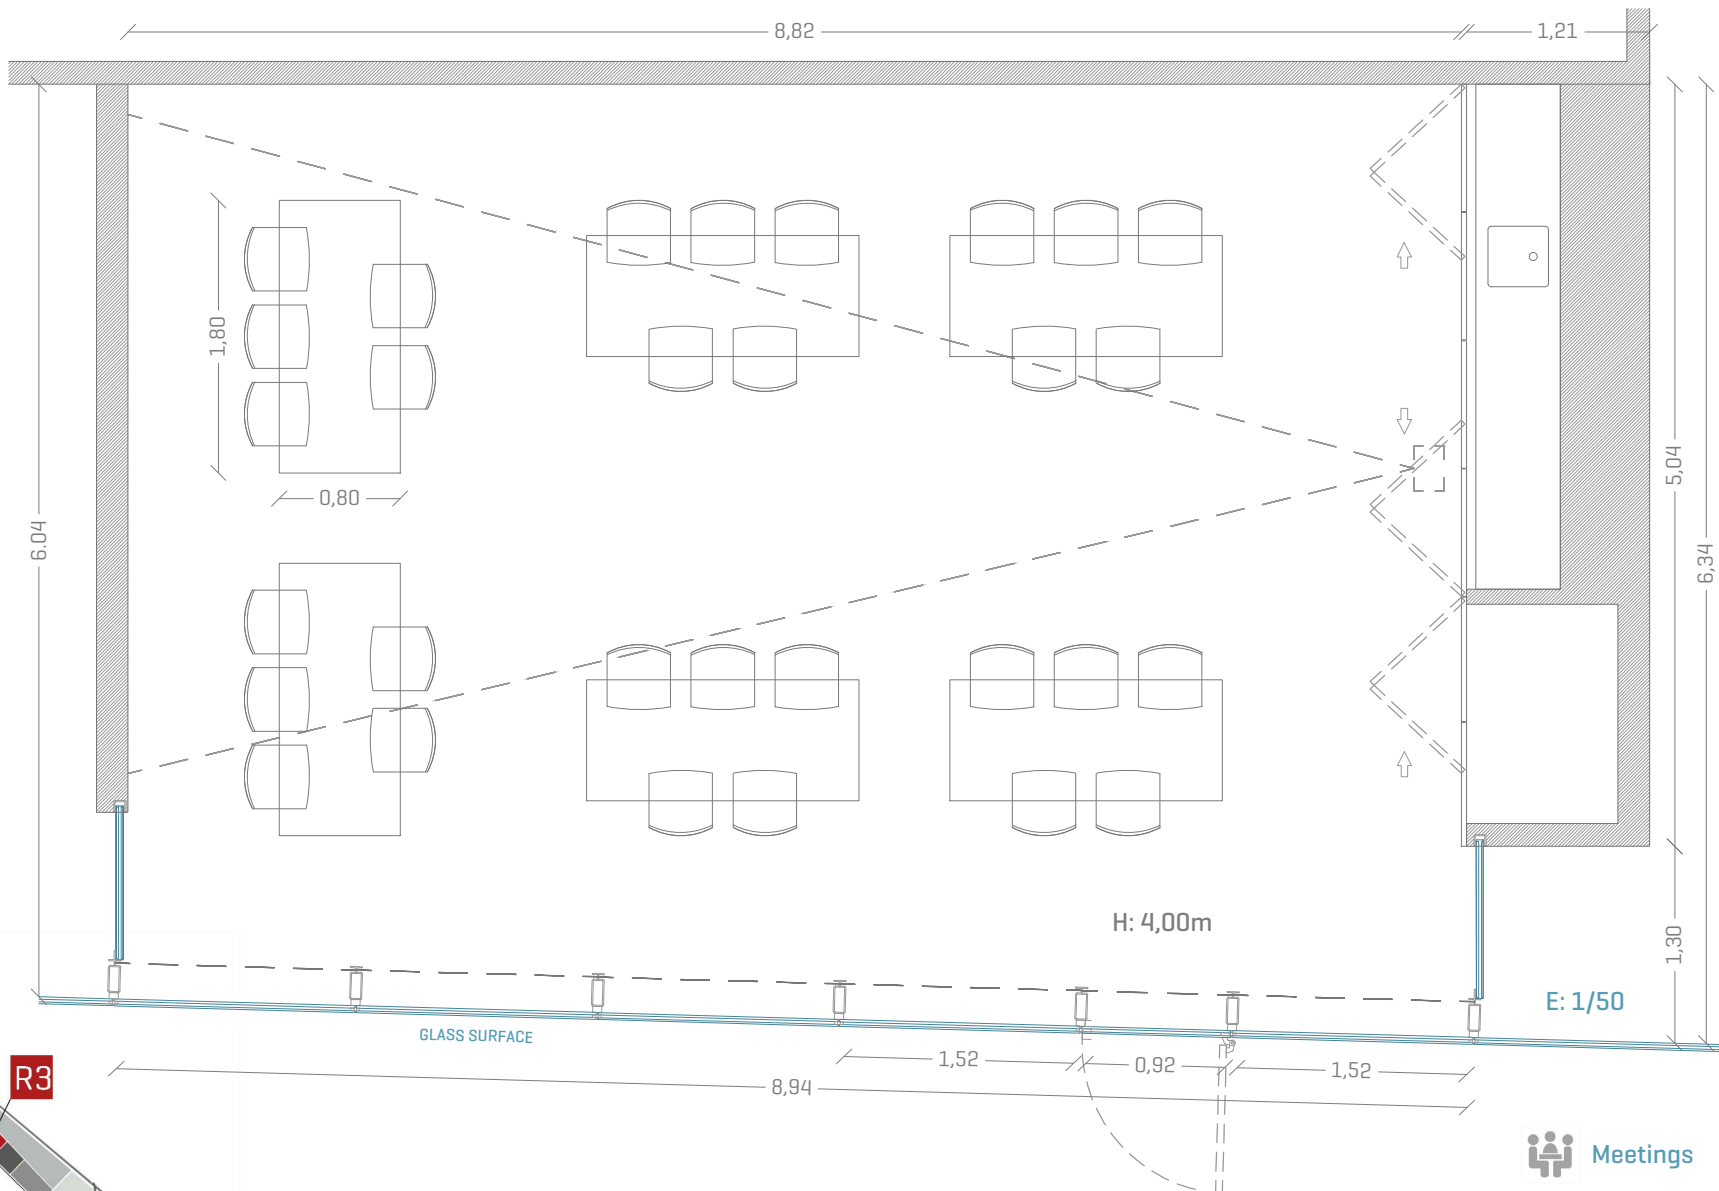 8,82
1,21
1,80
0,80
6.04
5,04
6,34
H: 4,00m
1,30
E: 1/50
GLASS SURFACE
1,52
0,92
1,52
8,94
R3
Meetings